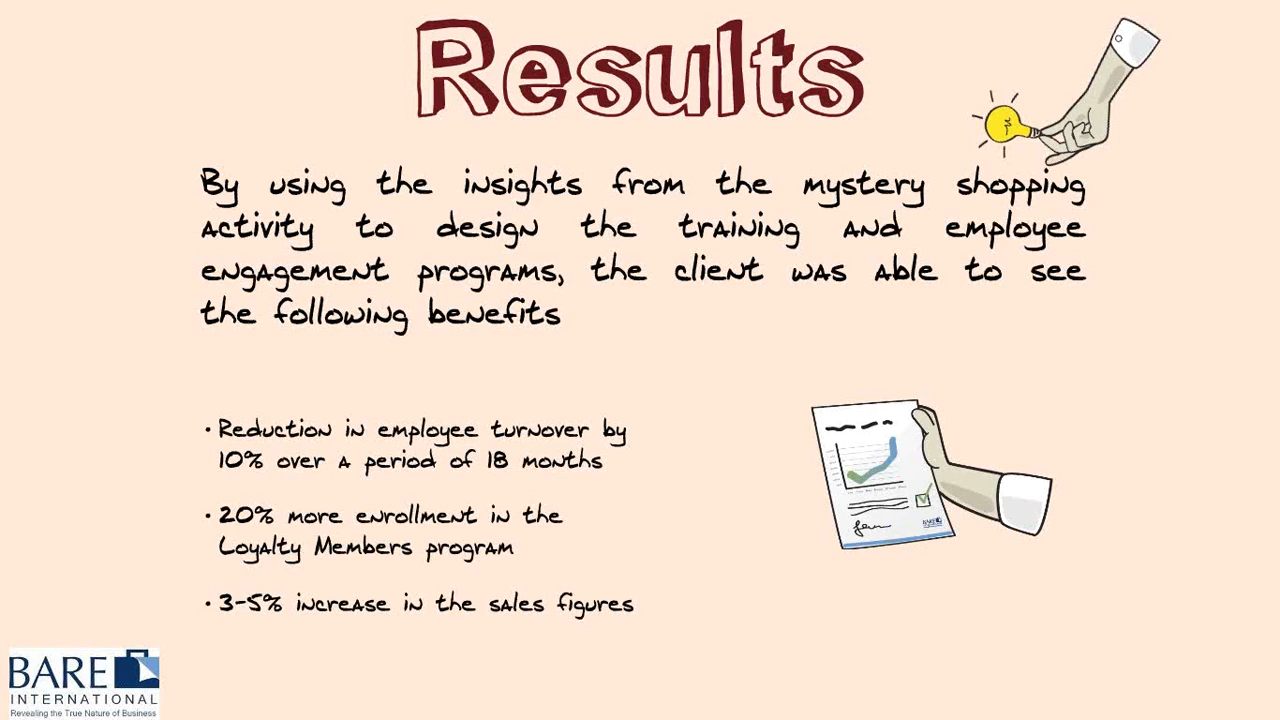 Results
By using the insights from the mystery shopping
activity to design the training and employee
engagement programs, the client was able to see
the following benefits
• Reduction in employee turnover by
10% over a period of 18 months
• 20% more enrollment in the
Loyalty Members program
• 3-5% increase in the sales figures
BARE
INTERNATIONAL
Revealing the True Nature of Business